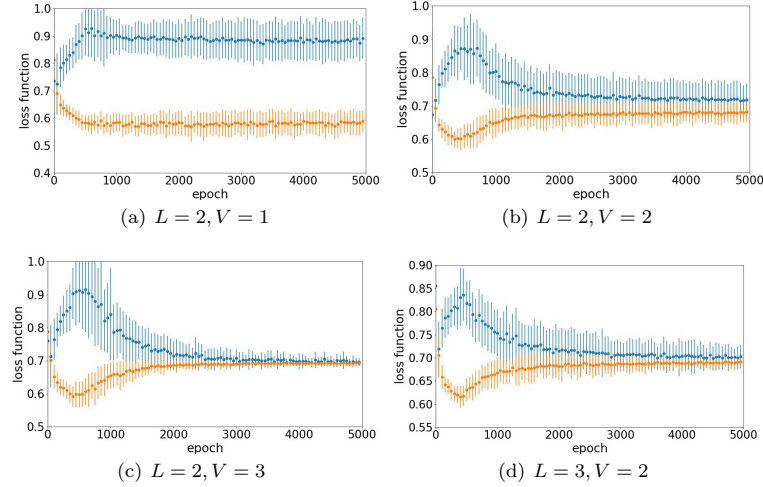 loss function
1.0
0.9
0.8
0.7
0.6
0.5
0.4
0 1000 2000 3000 4000 5000
epoch
(a) L = 2, V = 1
loss function
1.0
0.9
0.8
0.7
0.6
0.5
0 1000 2000 3000 4000 5000
epoch
(b) L = 2, V = 2
loss function
1.0
0.9
0.8
0.7
0.6
0.5
0 1000 2000 3000 4000 5000
epoch
(c) L = 2, V = 3
loss function
0.90
0.85
0.80
0.75
0.70
0.65
0.60
0.55
0 1000 2000 3000 4000 5000
epoch
(d) L = 3, V = 2